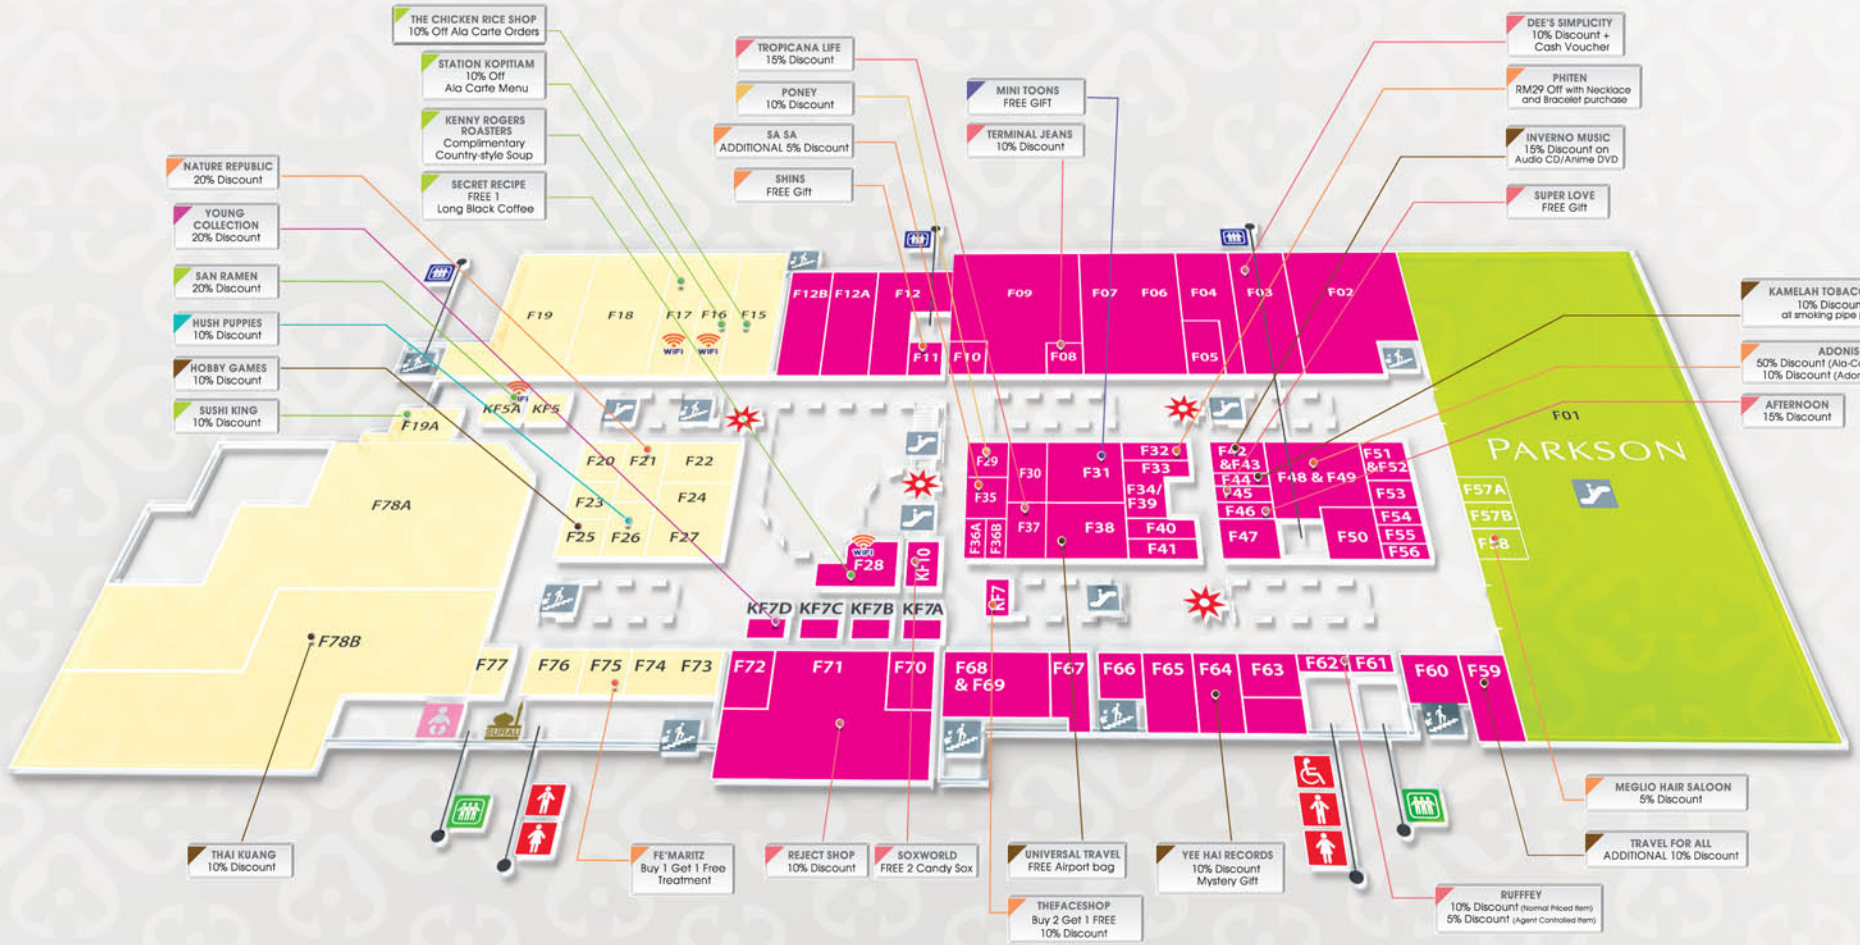 THE CHICKEN RICE SHOP
10% Off Ala Carte Orders
STATION KOPITIAM
10% Off
Ala Carte Menu
KENNY ROGERS
ROASTERS
Complimentary
Country-style Soup
SECRET RECIPE
FREE 1
Long Black Coffee
NATURE REPUBLIC
20% Discount
YOUNG
COLLECTION
20% Discount
SAN RAMEN
20% Discount
HUSH PUPPIES
10% Discount
HOBBY GAMES
10% Discount
SUSHI KING
10% Discount
TROPICANA LIFE
15% Discount
PONEY
10% Discount
SA SA
ADDITIONAL 5% Discount
SHINS
FREE Gift
MINI TOONS
FREE GIFT
TERMINAL JEANS
10% Discount
DEE'S SIMPLICITY
10% Discount +
Cash Voucher
PHITEN
RM29 Off with Necklace
and Bracelet purchase
INVERNO MUSIC
15% Discount on
Audio CD/Anime DVD
SUPER LOVE
FREE Gift
KAMELAH TOBAC
10% Discoun
all smoking pipe
ADONIS
50% Discount (Ala-C
10% Discount (Ador
AFTERNOON
15% Discount
F19
F18
F17
F16
F15
WIFI
WIFI
F12B
F12A
F12
F11
F10
F09
F08
F07
F06
F04
F05
F03
F02
F01
PARKSON
KF5A
KF5
F19A
F20
F21
F22
F23
F24
F25
F26
F27
F78A
F78B
F77
F76
F75
F74
F73
SURAU
WIFI
F28
KF10
KF7D
KF7C
KF7B
KF7A
KF7
F29
F30
F31
F32
F33
F34/
F39
F35
F36A
F36B
F37
F38
F40
F41
F42
&F43
F44
F45
F46
F47
F48 & F49
F50
F51
&F52
F53
F54
F55
F56
F57A
F57B
F58
F72
F71
F70
F68
& F69
F67
F66
F65
F64
F63
F62
F61
F60
F59
THAI KUANG
10% Discount
FE'MARITZ
Buy 1 Get 1 Free
Treatment
REJECT SHOP
10% Discount
SOXWORLD
FREE 2 Candy Sox
UNIVERSAL TRAVEL
FREE Airport bag
THEFACESHOP
Buy 2 Get 1 FREE
10% Discount
YEE HAI RECORDS
10% Discount
Mystery Gift
MEGLIO HAIR SALOON
5% Discount
TRAVEL FOR ALL
ADDITIONAL 10% Discount
RUFFFEY
10% Discount (Normal Priced Item)
5% Discount (Agent Controlled Item)